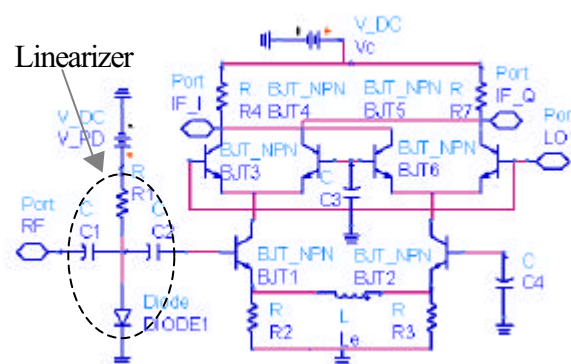 Linearizer
V_DC
Vc
Port
IF_I
R
R4
BJT_NPN
BJT4
BJT_NPN
BJT5
R
R7
Port
IF_Q
V_DC
V_PD
R
R1
BJT_NPN
BJT3
C
C3
BJT_NPN
BJT6
Por
LO
Port
RF
C
C1
C
C2
BJT_NPN
BJT1
BJT_NPN
BJT2
C
C4
Diode
DIODE1
R
R2
L
Le
R
R3